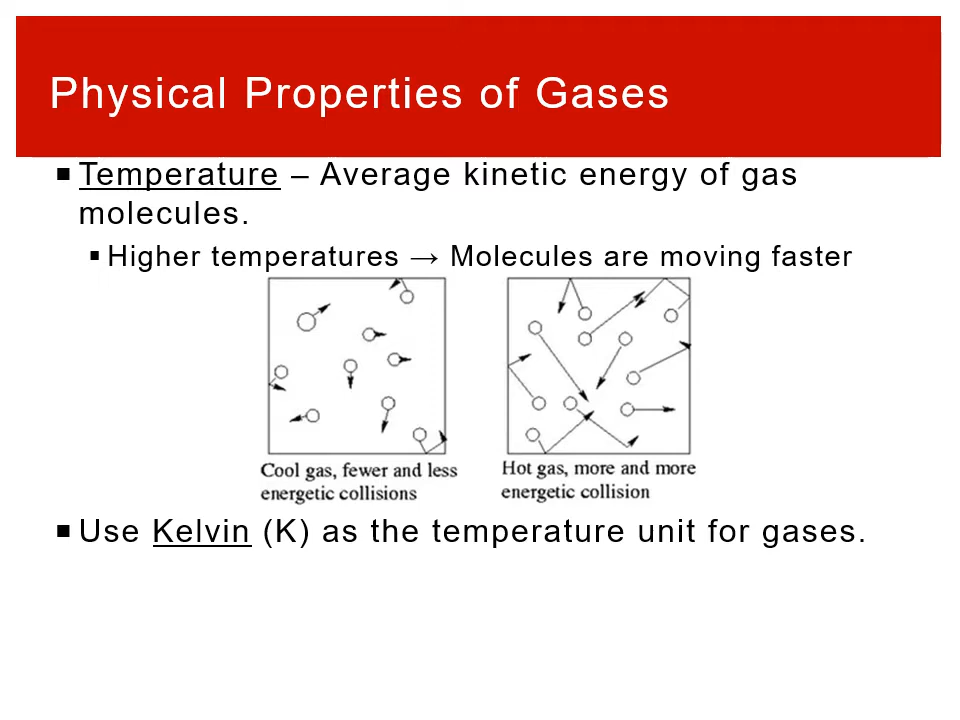 Physical Properties of Gases
▪ Temperature – Average kinetic energy of gas
molecules.
▪ Higher temperatures → Molecules are moving faster
Cool gas, fewer and less
energetic collisions
Hot gas, more and more
energetic collision
▪ Use Kelvin (K) as the temperature unit for gases.